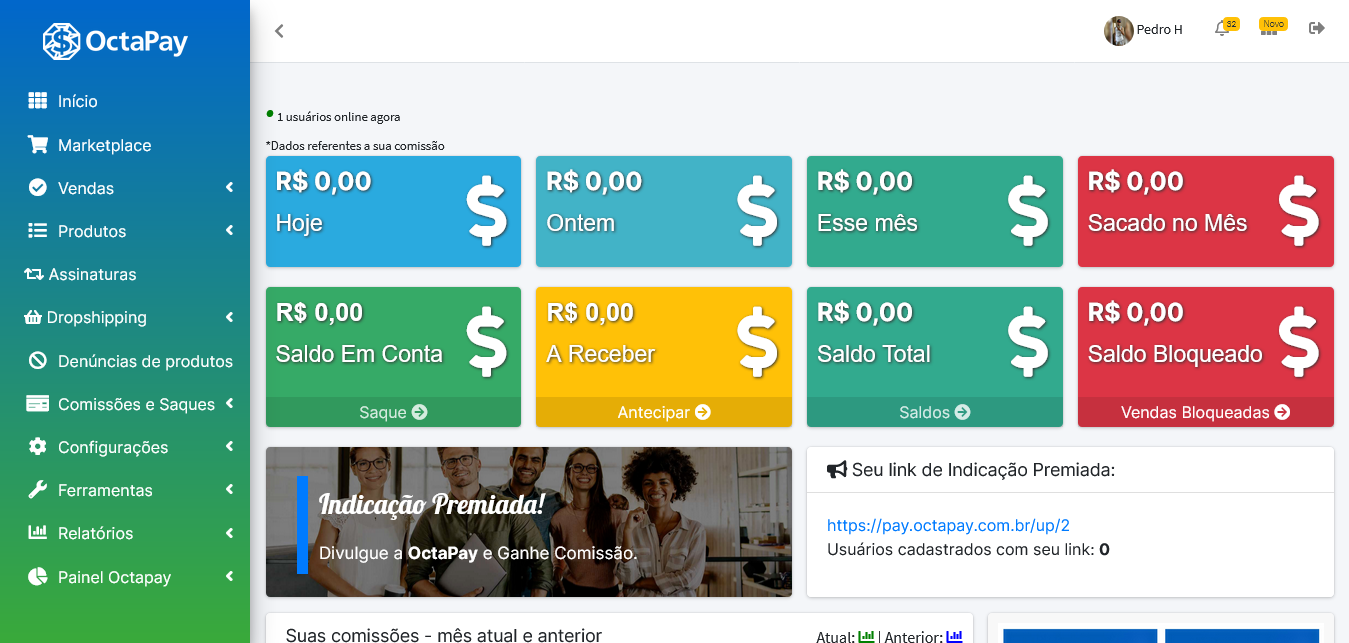 OctaPay
Pedro H
32
Novo
Início
Marketplace
Vendas
Produtos
Assinaturas
Dropshipping
Denúncias de produtos
Comissões e Saques
Configurações
Ferramentas
Relatórios
Painel Octapay
1 usuários online agora
*Dados referentes a sua comissão
R$ 0,00
Hoje
R$ 0,00
Ontem
R$ 0,00
Esse mês
R$ 0,00
Sacado no Mês
R$ 0,00
Saldo Em Conta
Saque
R$ 0,00
A Receber
Antecipar
R$ 0,00
Saldo Total
Saldos
R$ 0,00
Saldo Bloqueado
Vendas Bloqueadas
Indicação Premiada!
Divulgue a OctaPay e Ganhe Comissão.
Seu link de Indicação Premiada:
https://pay.octapay.com.br/up/2
Usuários cadastrados com seu link: 0
Suas comissões - mês atual e anterior
Atual: | Anterior: